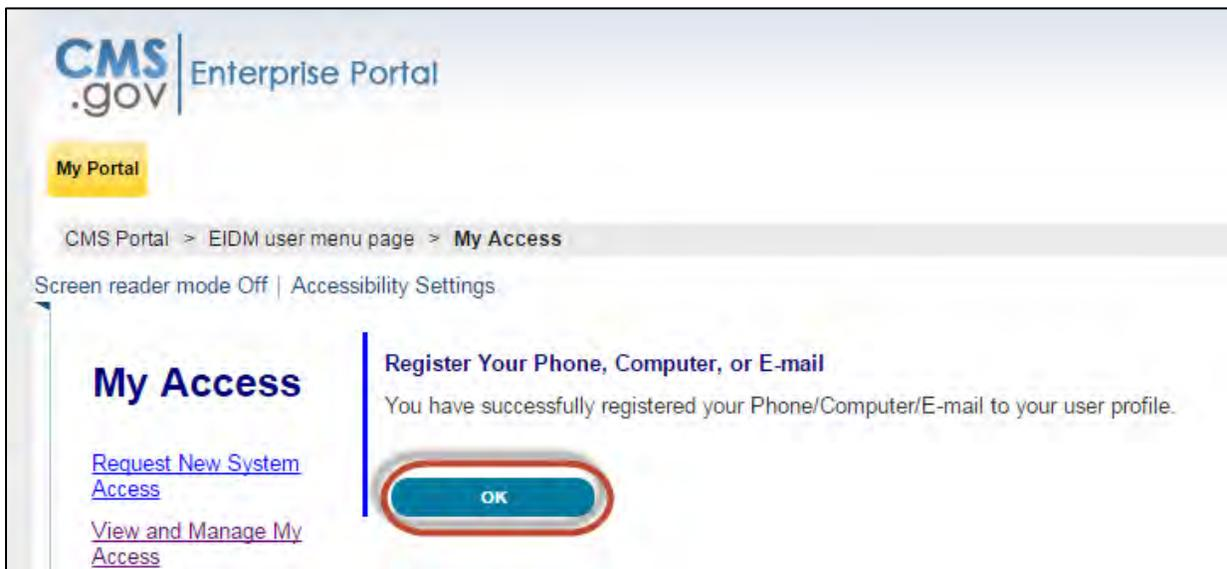 CMS
.gov
Enterprise Portal
My Portal
CMS Portal > EIDM user menu page > My Access
Screen reader mode Off | Accessibility Settings
My Access
Request New System
Access
View and Manage My
Access
Register Your Phone, Computer, or E-mail
You have successfully registered your Phone/Computer/E-mail to your user profile.
OK